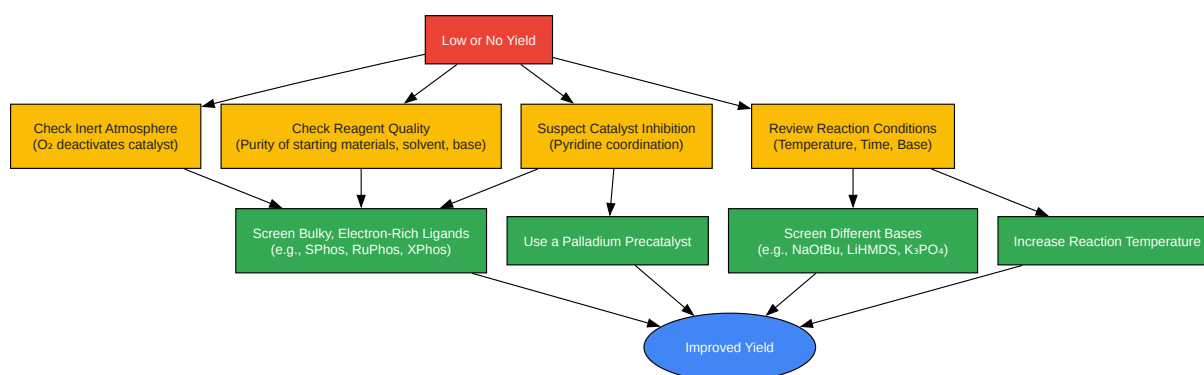 Low or No Yield
Check Inert Atmosphere
(O₂ deactivates catalyst)
Check Reagent Quality
(Purity of starting materials, solvent, base)
Suspect Catalyst Inhibition
(Pyridine coordination)
Review Reaction Conditions
(Temperature, Time, Base)
Screen Bulky, Electron-Rich Ligands
(e.g., SPhos, RuPhos, XPhos)
Use a Palladium Precatalyst
Screen Different Bases
(e.g., NaOtBu, LiHMDS, K₃PO₄)
Increase Reaction Temperature
Improved Yield